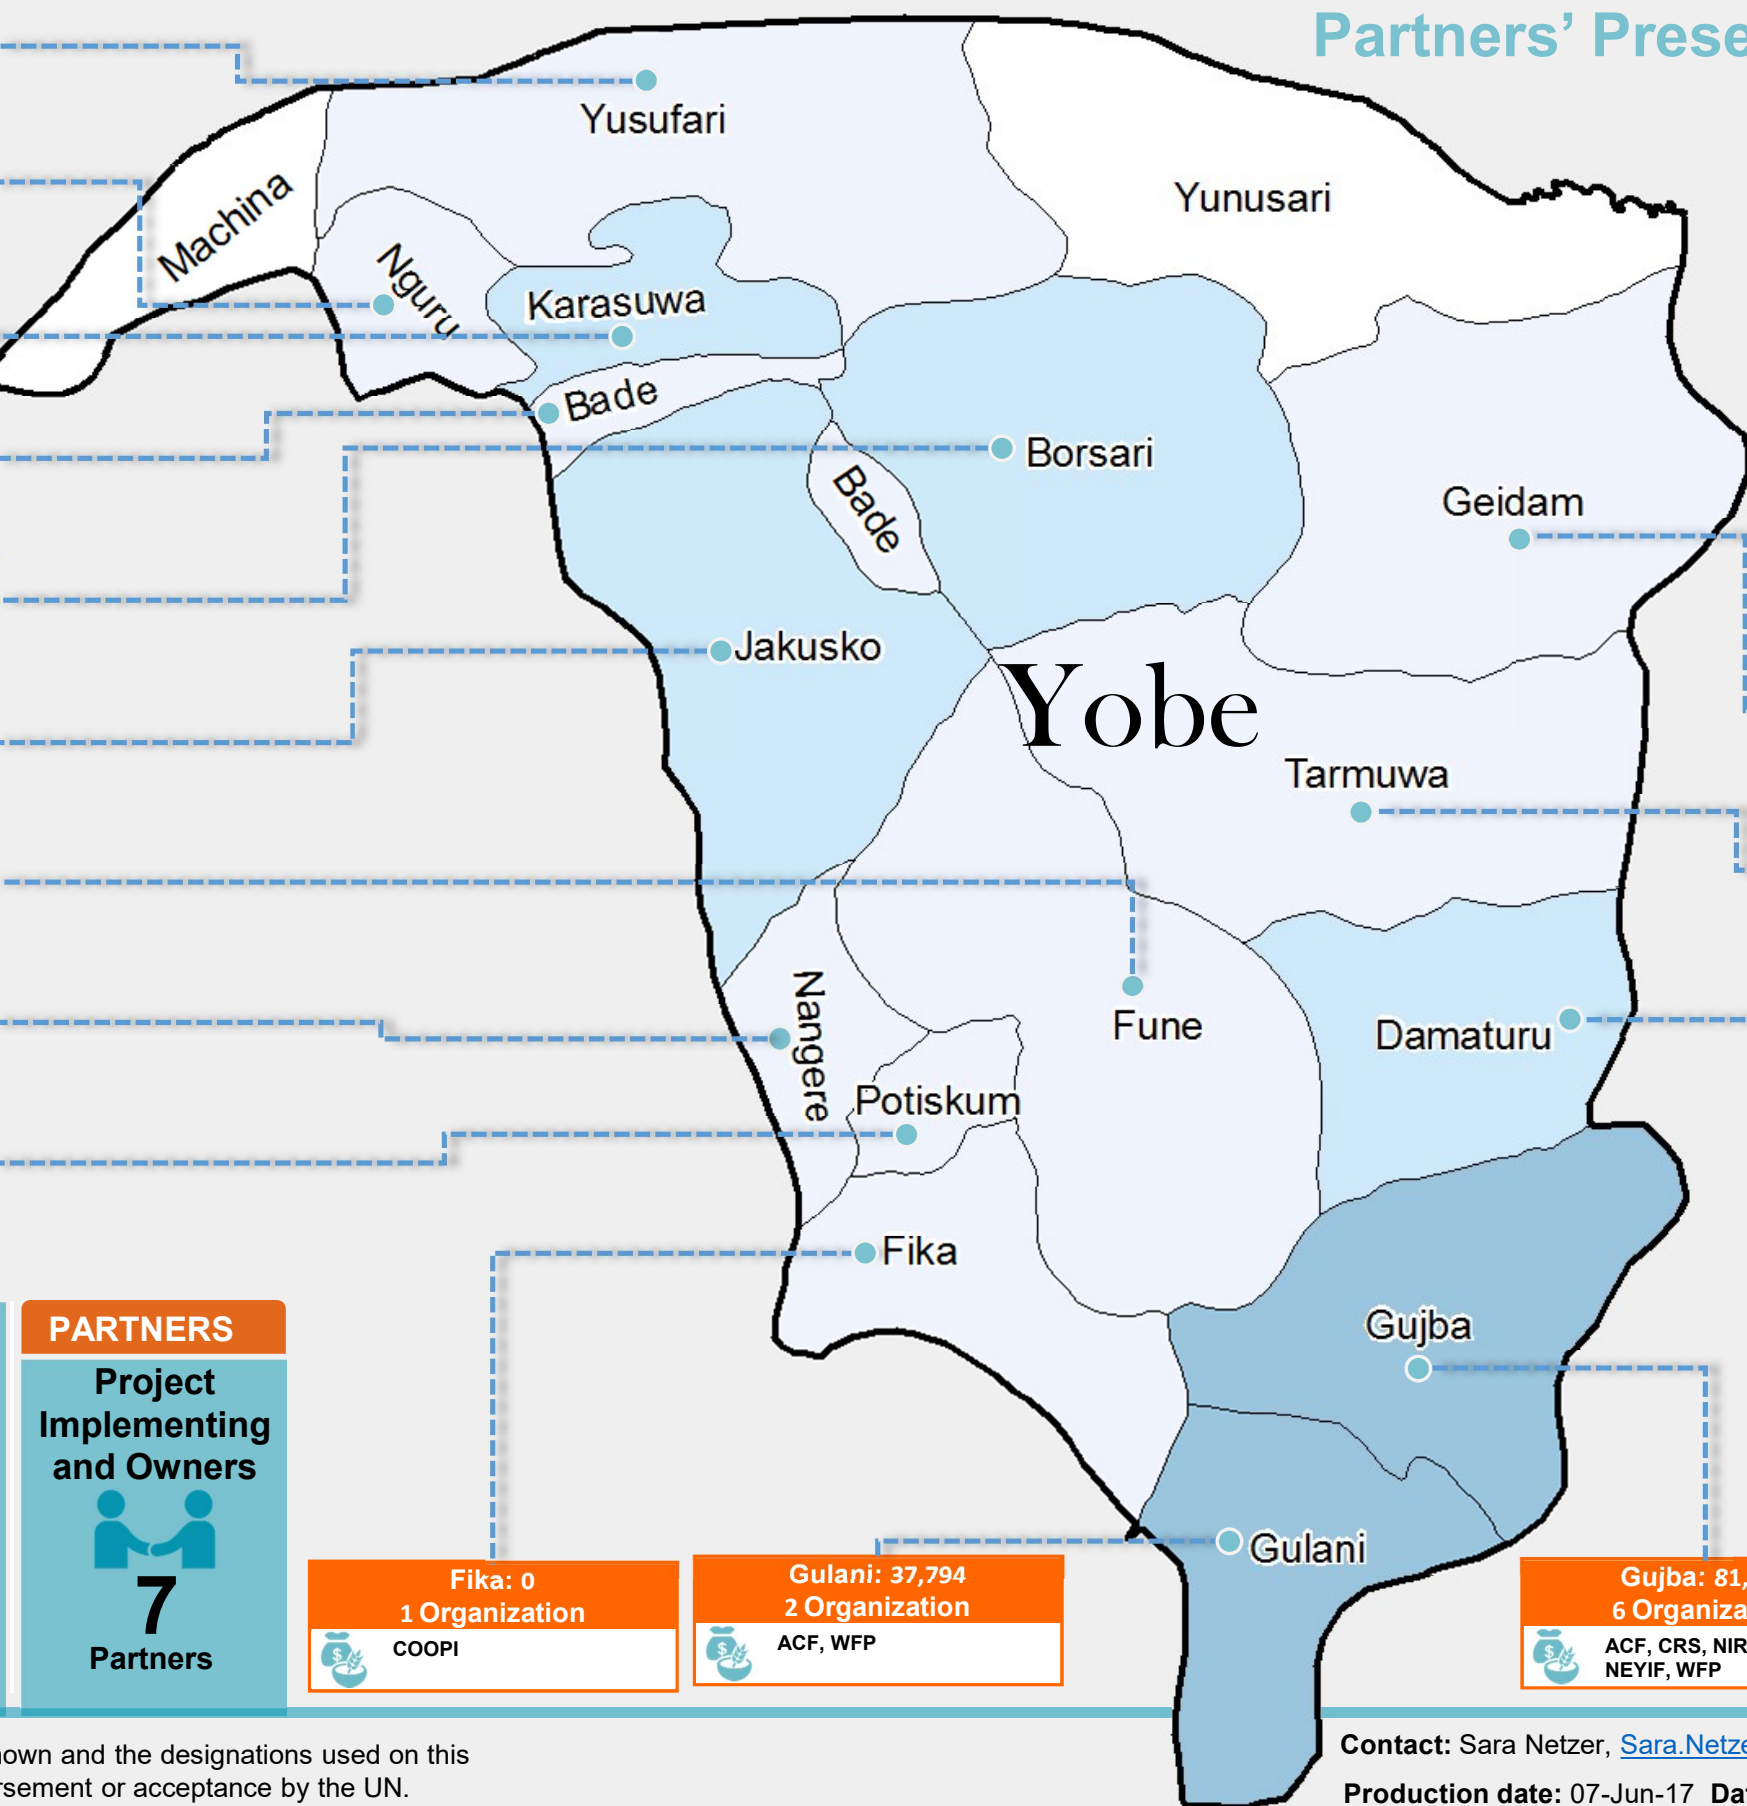 Partners’ Prese
Yusufari
Yunusari
Machina
Nguru
Karasuwa
Bade
Borsari
Bade
Geidam
Jakusko
Yobe
Tarmuwa
Nangere
Fune
Damaturu
Potiskum
Fika
Gujba
Gulani
PARTNERS
Project
Implementing
and Owners
7
Partners
Fika: 0
1 Organization
COOPI
Gulani: 37,794
2 Organization
ACF, WFP
Gujba: 81,
6 Organiza
ACF, CRS, NIR
NEYIF, WFP
own and the designations used on this
rsement or acceptance by the UN.
Contact: Sara Netzer, Sara.Netze
Production date: 07-Jun-17 Da